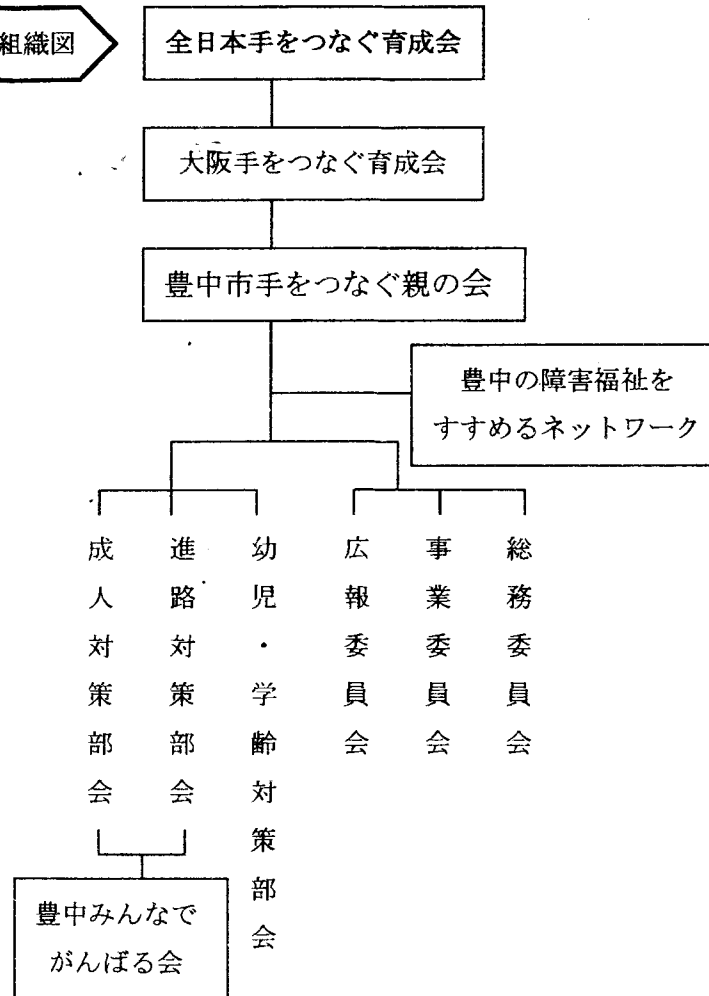 組織図
全日本手をつなぐ育成会
大阪手をつなぐ育成会
豊中市手をつなぐ親の会
豊中の障害福祉を
すすめるネットワーク
成人対策部会
進路対策部会
幼児・学齢対策部会
広報委員会
事業委員会
総務委員会
豊中みんなで
がんばる会